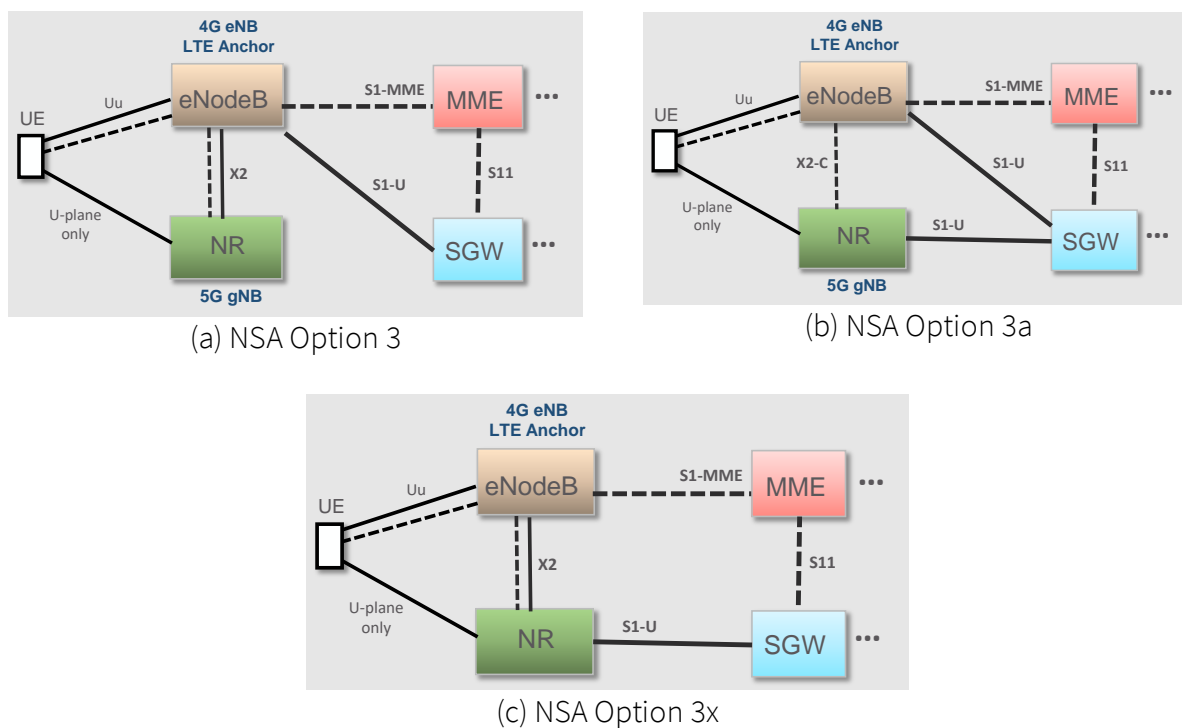 4G eNB
LTE Anchor
eNodeB
S1-MME
MME
...
Uu
UE
X2
S1-U
S11
U-plane
only
NR
SGW
...
5G gNB
(a) NSA Option 3
4G eNB
LTE Anchor
eNodeB
S1-MME
MME
...
Uu
UE
X2-C
S1-U
S11
U-plane
only
NR
S1-U
SGW
...
5G gNB
(b) NSA Option 3a
4G eNB
LTE Anchor
eNodeB
S1-MME
MME
...
Uu
UE
X2
S11
U-plane
only
NR
S1-U
SGW
...
(c) NSA Option 3x